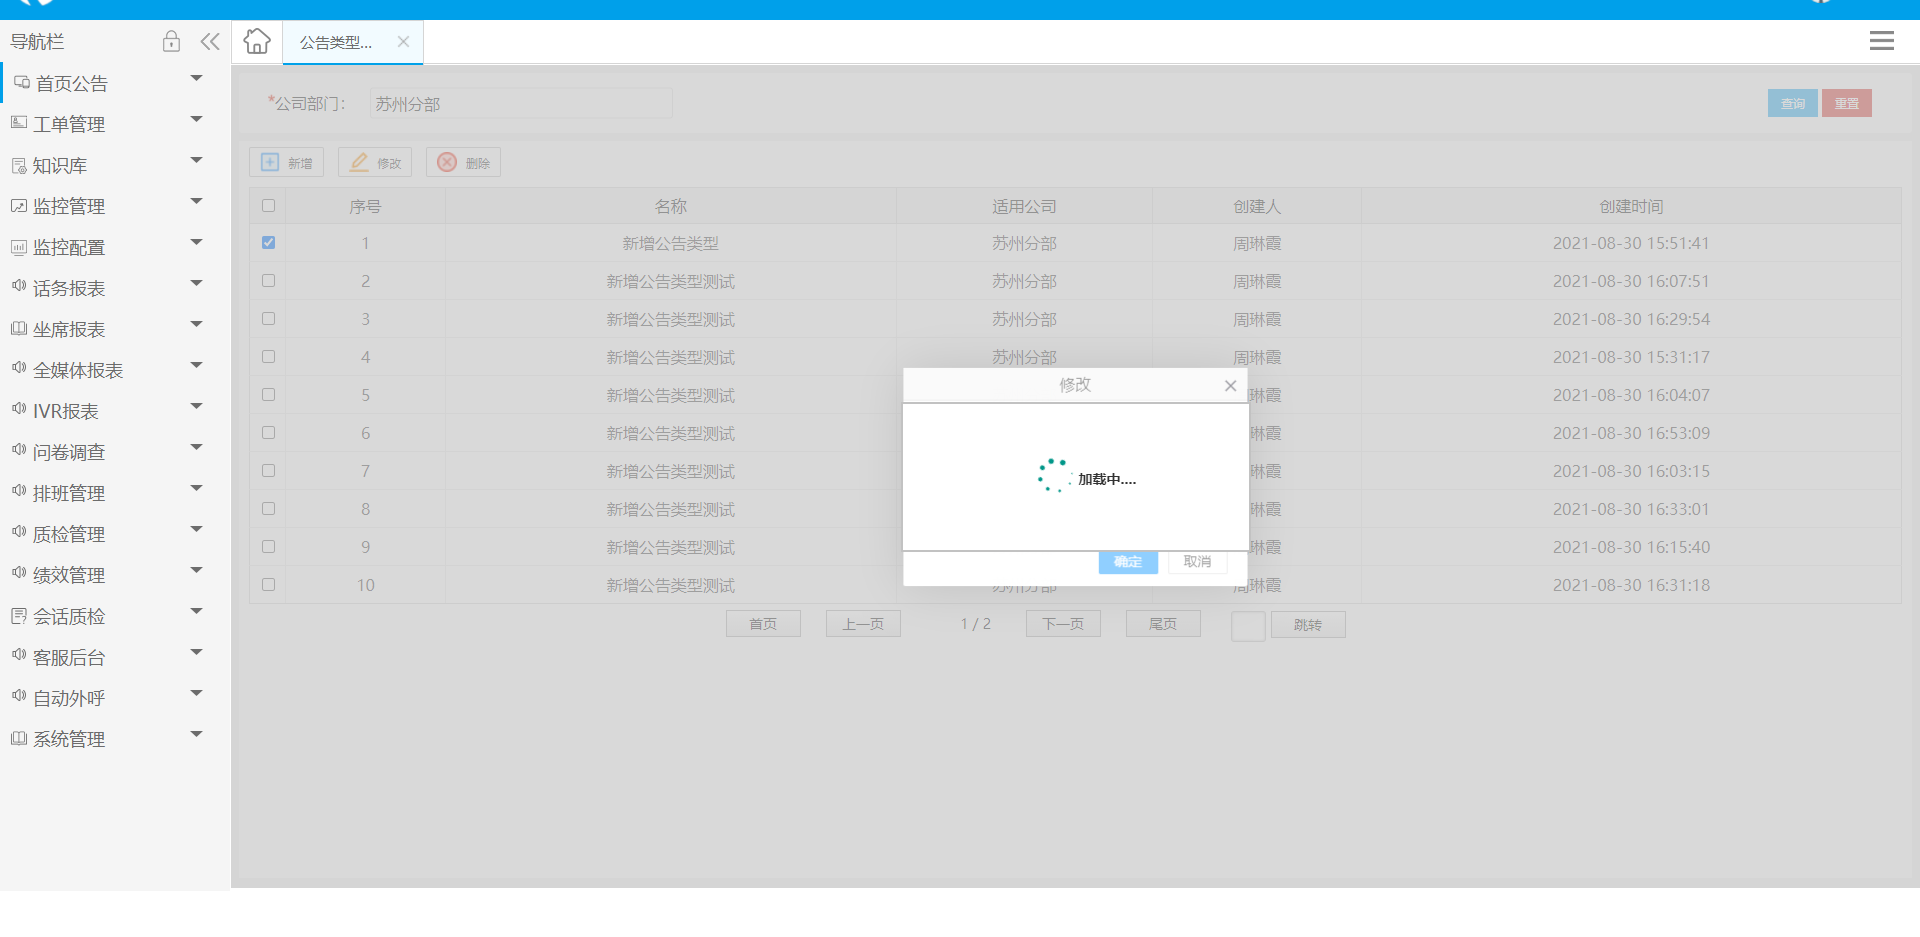 导航栏
公告类型...
首页公告
工单管理
知识库
监控管理
监控配置
话务报表
坐席报表
全媒体报表
IVR报表
问卷调查
排班管理
质检管理
绩效管理
会话质检
客服后台
自动外呼
系统管理
*公司部门： 苏州分部 查询 重置
新增 修改 删除
序号 名称 适用公司 创建人 创建时间
1 新增公告类型 苏州分部 周琳霞 2021-08-30 15:51:41
2 新增公告类型测试 苏州分部 周琳霞 2021-08-30 16:07:51
3 新增公告类型测试 苏州分部 周琳霞 2021-08-30 16:29:54
4 新增公告类型测试 苏州分部 周琳霞 2021-08-30 15:31:17
5 新增公告类型测试 琳霞 2021-08-30 16:04:07
6 新增公告类型测试 琳霞 2021-08-30 16:53:09
7 新增公告类型测试 琳霞 2021-08-30 16:03:15
8 新增公告类型测试 琳霞 2021-08-30 16:33:01
9 新增公告类型测试 琳霞 2021-08-30 16:15:40
10 新增公告类型测试 苏州分部 周琳霞 2021-08-30 16:31:18
修改
加载中....
确定 取消
首页 上一页 1 / 2 下一页 尾页 跳转